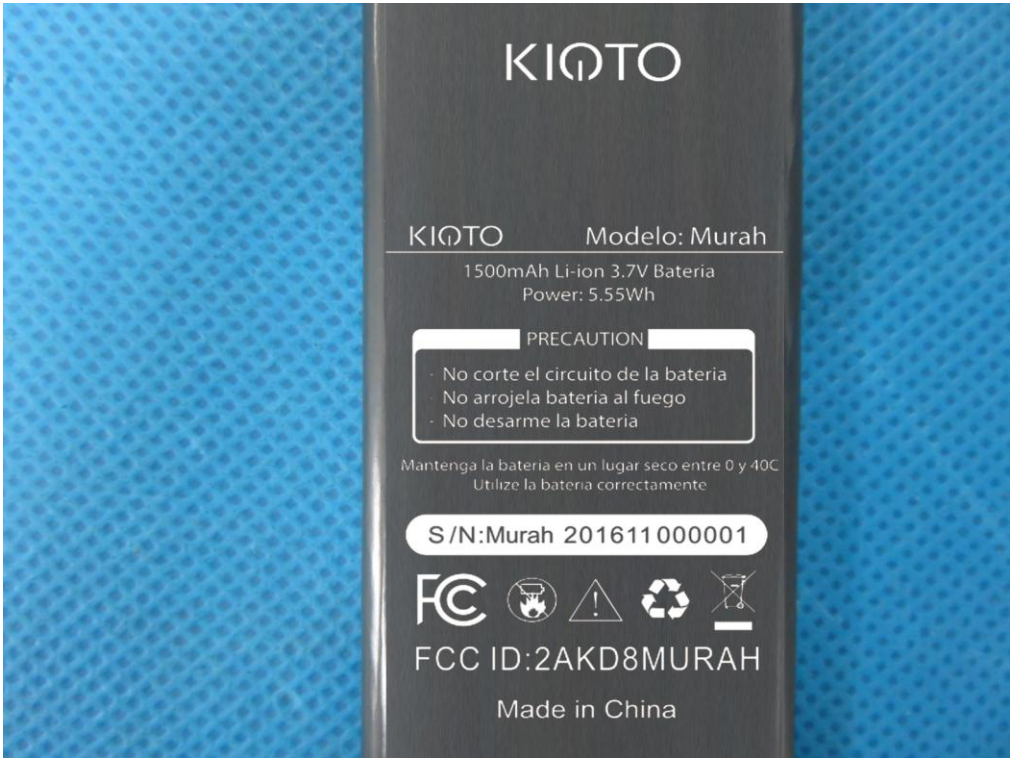 KIOTO
KIOTO Modelo: Murah
1500mAh Li-ion 3.7V Bateria
Power: 5.55Wh
PRECAUTION
· No corte el circuito de la bateria
· No arrojela bateria al fuego
· No desarme la bateria
Mantenga la bateria en un lugar seco entre 0 y 40C
Utilize la bateria correctamente
S/N:Murah 201611000001
FC
FCC ID:2AKD8MURAH
Made in China